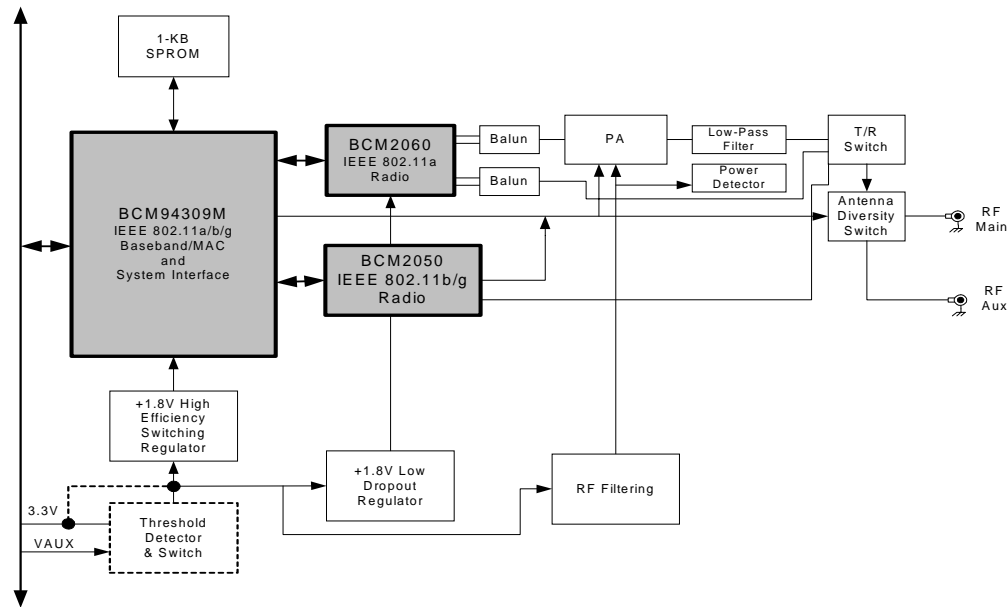 1-KB
SPROM
BCM94309M
IEEE 802.11a/b/g
Baseband/MAC
and
System Interface
BCM2060
IEEE 802.11a
Radio
Balun
Balun
PA
Low-Pass
Filter
T/R
Switch
Power
Detector
Antenna
Diversity
Switch
RF
Main
BCM2050
IEEE 802.11b/g
Radio
RF
Aux
+1.8V High
Efficiency
Switching
Regulator
+1.8V Low
Dropout
Regulator
RF Filtering
3.3V
VAUX
Threshold
Detector
& Switch